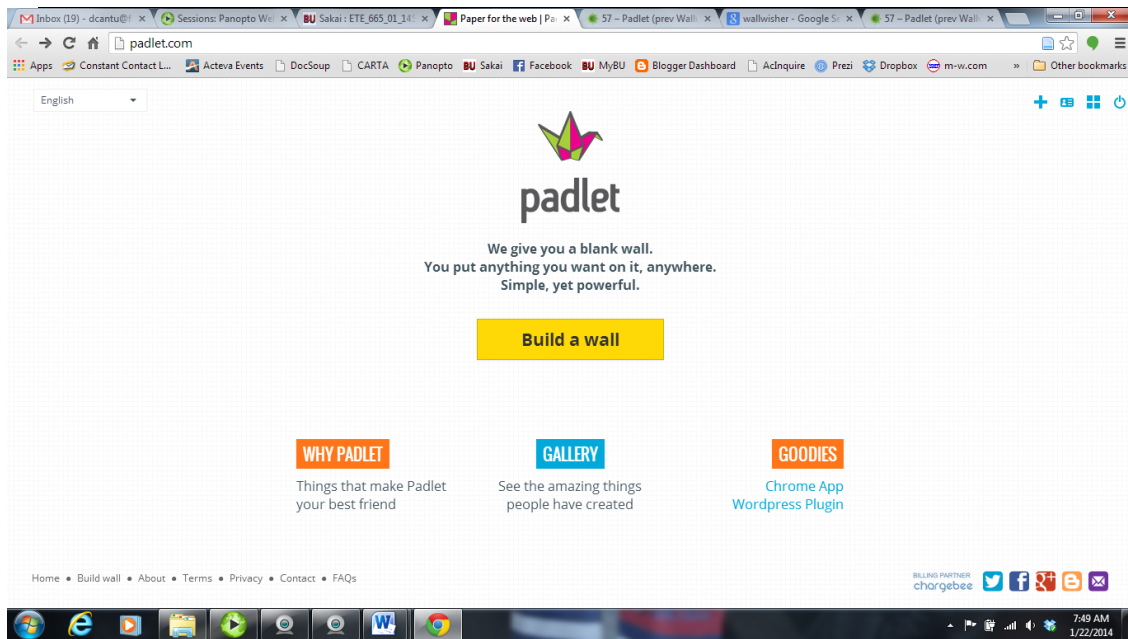 Inbox (19) - dcantu@f
Sessions: Panopto We
Sakai : ETE_665_01_14S
Paper for the web | Pa
57 – Padlet (prev Wall
wallwisher - Google Se
57 – Padlet (prev Wall
padlet.com
Apps Constant Contact L... Acteva Events DocSoup CARTA Panopto BU Sakai Facebook BU MyBU Blogger Dashboard AcInquire Prezi Dropbox m-w.com » Other bookmarks
English
padlet
We give you a blank wall.
You put anything you want on it, anywhere.
Simple, yet powerful.
Build a wall
WHY PADLET
Things that make Padlet
your best friend
GALLERY
See the amazing things
people have created
GOODIES
Chrome App
Wordpress Plugin
Home • Build wall • About • Terms • Privacy • Contact • FAQs
BILLING PARTNER
chargebee
7:49 AM
1/22/2014